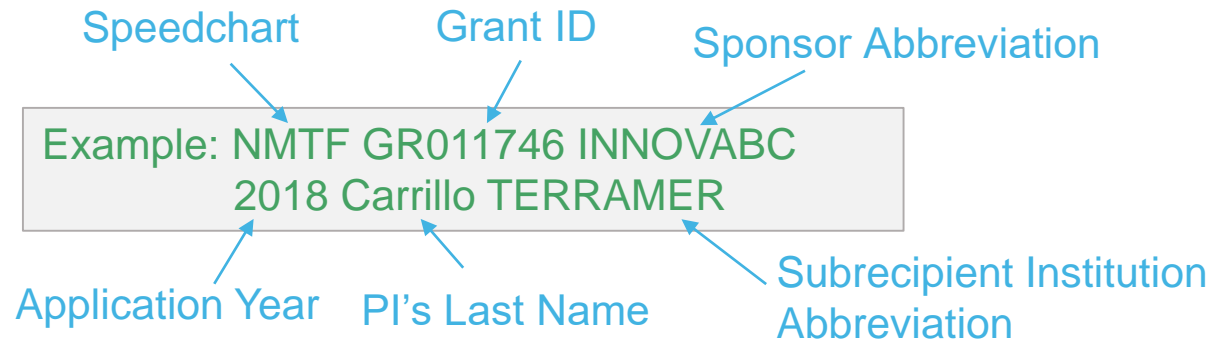 Speedchart
Grant ID
Sponsor Abbreviation
Example: NMTF GR011746 INNOVABC
2018 Carrillo TERRAMER
Application Year
PI's Last Name
Subrecipient Institution
Abbreviation